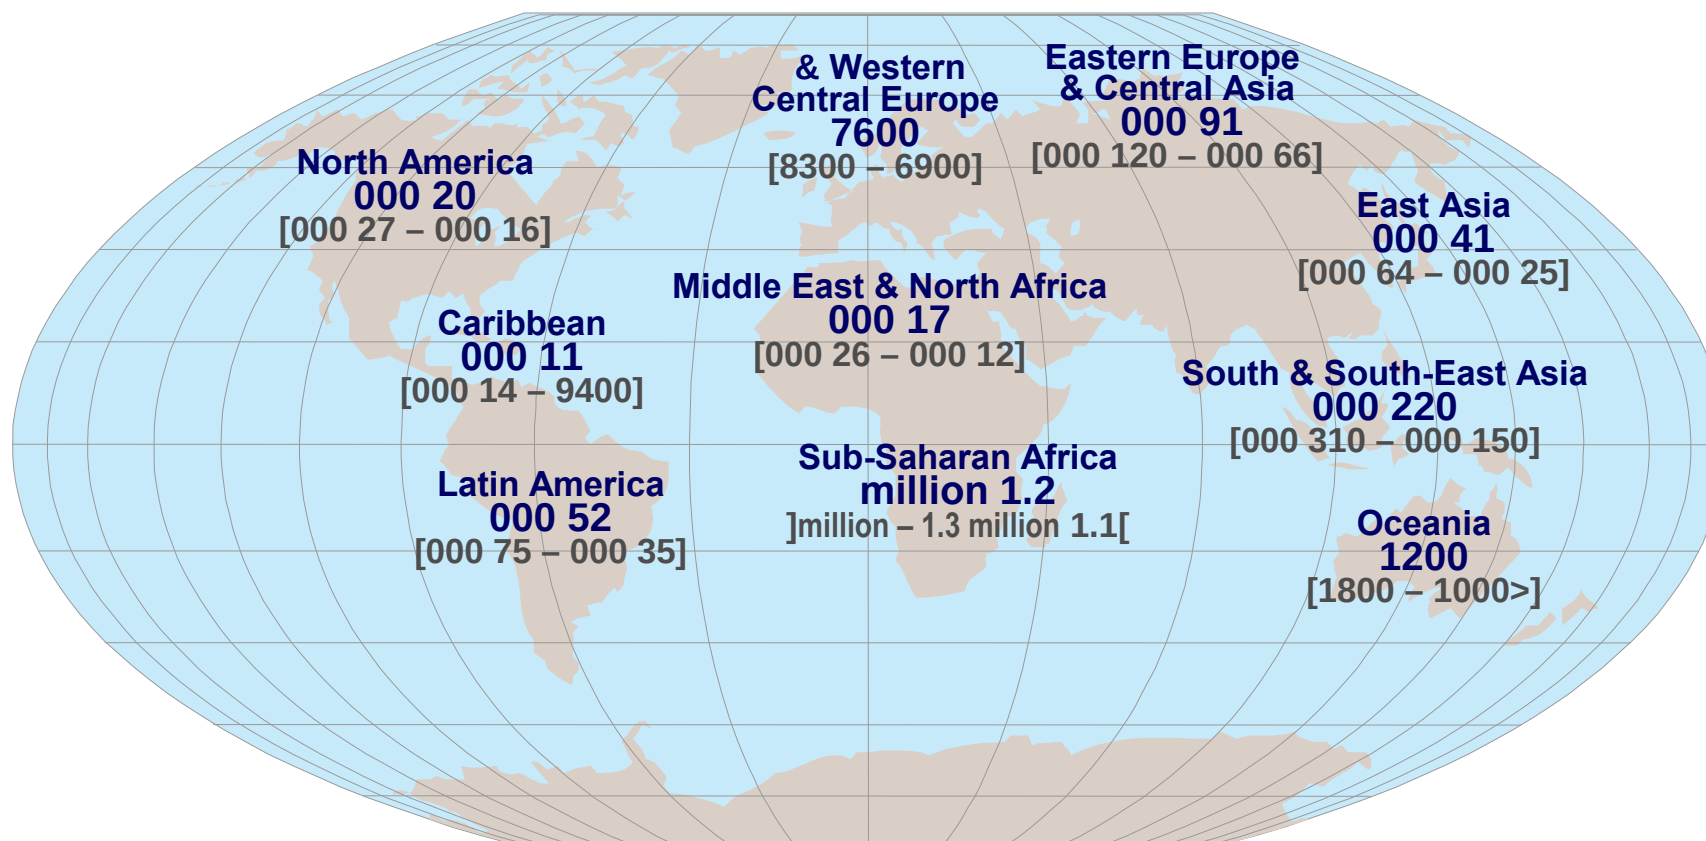 & Western
Central Europe
7600
[8300 – 6900]
Eastern Europe
& Central Asia
000 91
[000 120 – 000 66]
North America
000 20
[000 27 – 000 16]
East Asia
000 41
[000 64 – 000 25]
Middle East & North Africa
000 17
[000 26 – 000 12]
Caribbean
000 11
[000 14 – 9400]
South & South-East Asia
000 220
[000 310 – 000 150]
Sub-Saharan Africa
million 1.2
]million – 1.3 million 1.1[
Latin America
000 52
[000 75 – 000 35]
Oceania
1200
[1800 – 1000>]